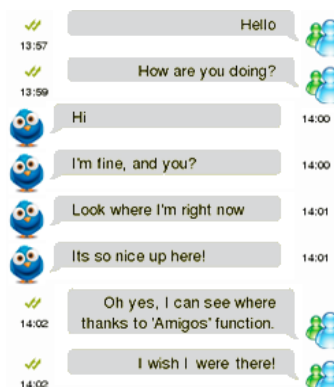 Hello
13:57
How are you doing?
13:59
Hi
14:00
I'm fine, and you?
14:00
Look where I'm right now
14:01
Its so nice up here!
14:01
Oh yes, I can see where
thanks to 'Amigos' function.
14:02
I wish I were there!
14:02